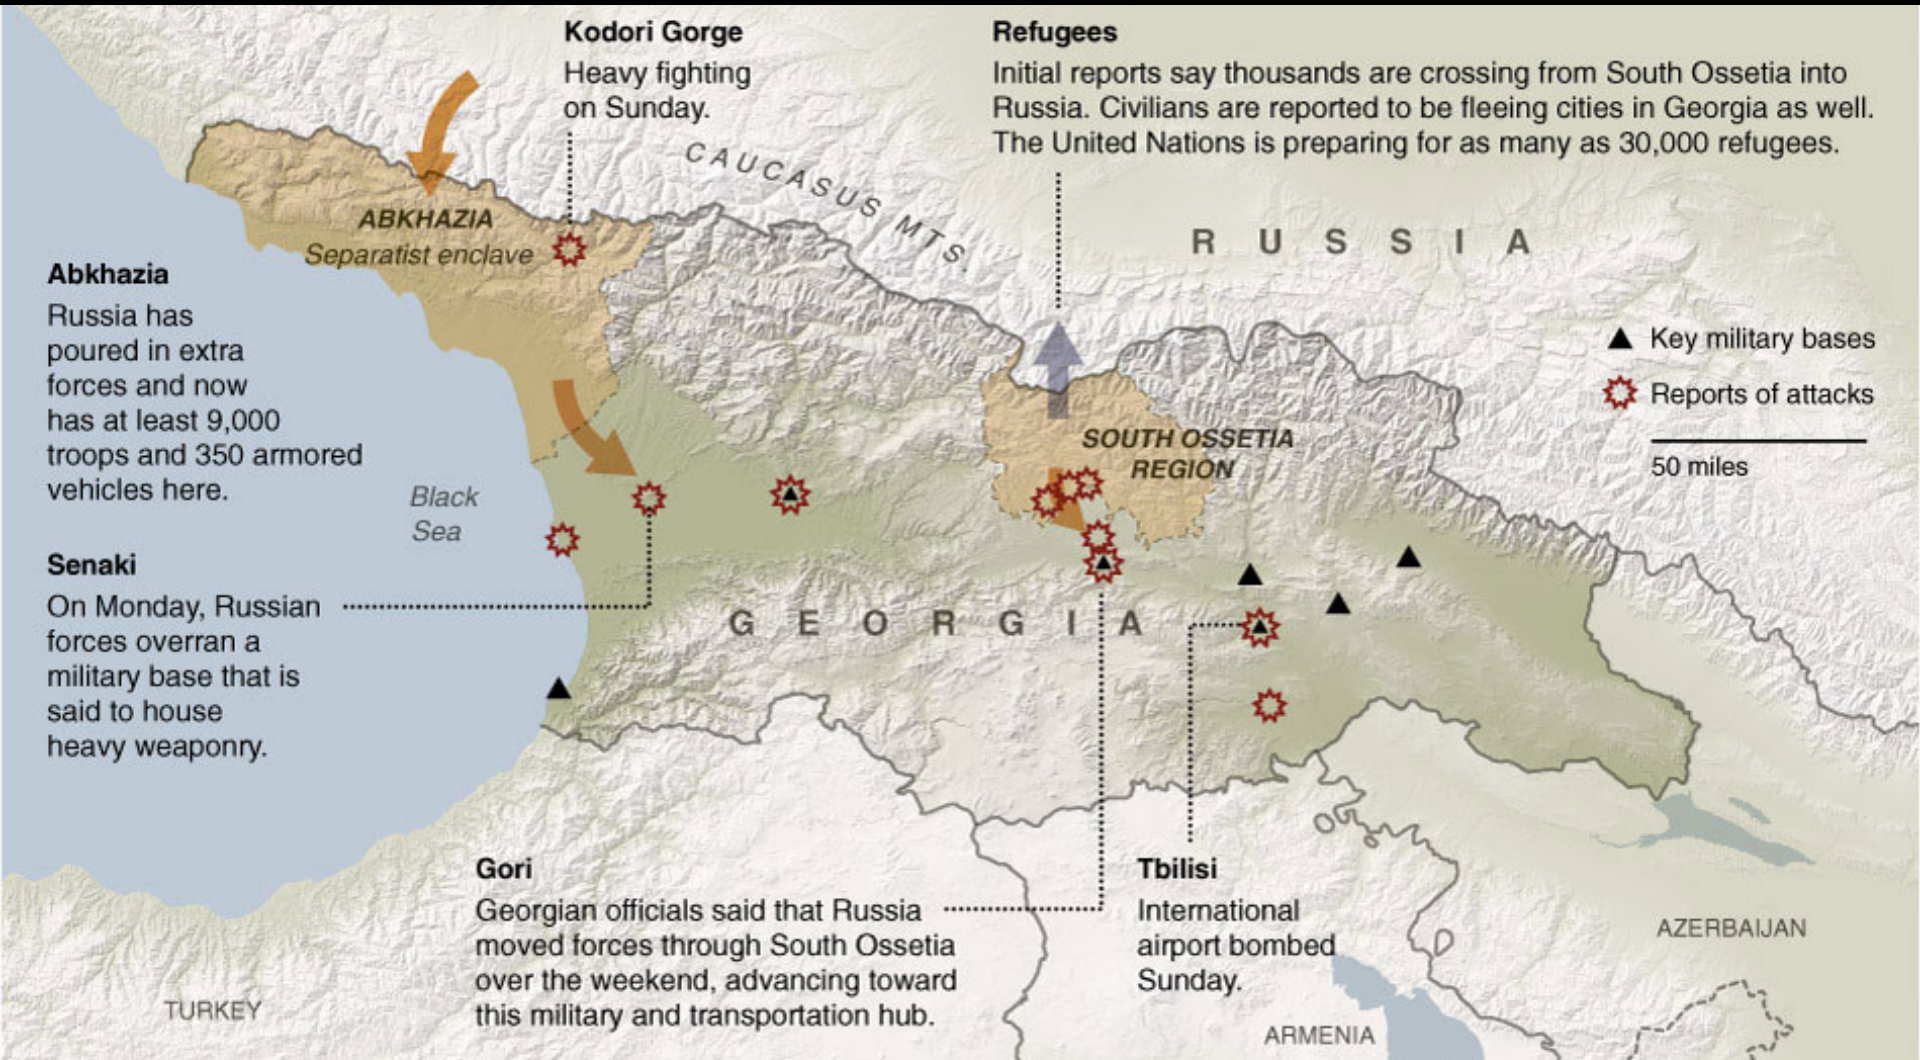 Kodori Gorge
Heavy fighting
on Sunday.
Refugees
Initial reports say thousands are crossing from South Ossetia into
Russia. Civilians are reported to be fleeing cities in Georgia as well.
The United Nations is preparing for as many as 30,000 refugees.
CAUCASUS MTS.
RUSSIA
ABKHAZIA
Separatist enclave
Abkhazia
Russia has
poured in extra
forces and now
has at least 9,000
troops and 350 armored
vehicles here.
Key military bases
Reports of attacks
50 miles
SOUTH OSSETIA
REGION
Black
Sea
Senaki
On Monday, Russian
forces overran a
military base that is
said to house
heavy weaponry.
GEORGIA
Gori
Georgian officials said that Russia
moved forces through South Ossetia
over the weekend, advancing toward
this military and transportation hub.
Tbilisi
International
airport bombed
Sunday.
AZERBAIJAN
TURKEY
ARMENIA